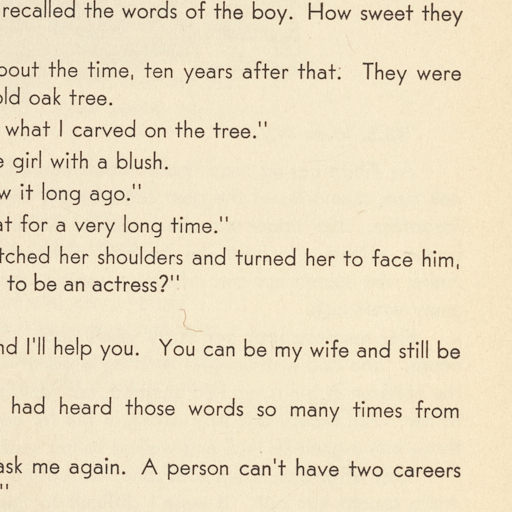 recalled the words of the boy. How sweet they
bout the time, ten years after that. They were
old oak tree.
what I carved on the tree."
e girl with a blush.
w it long ago."
at for a very long time."
tched her shoulders and turned her to face him,
to be an actress?"
nd I'll help you. You can be my wife and still be
had heard those words so many times from
ask me again. A person can't have two careers
"